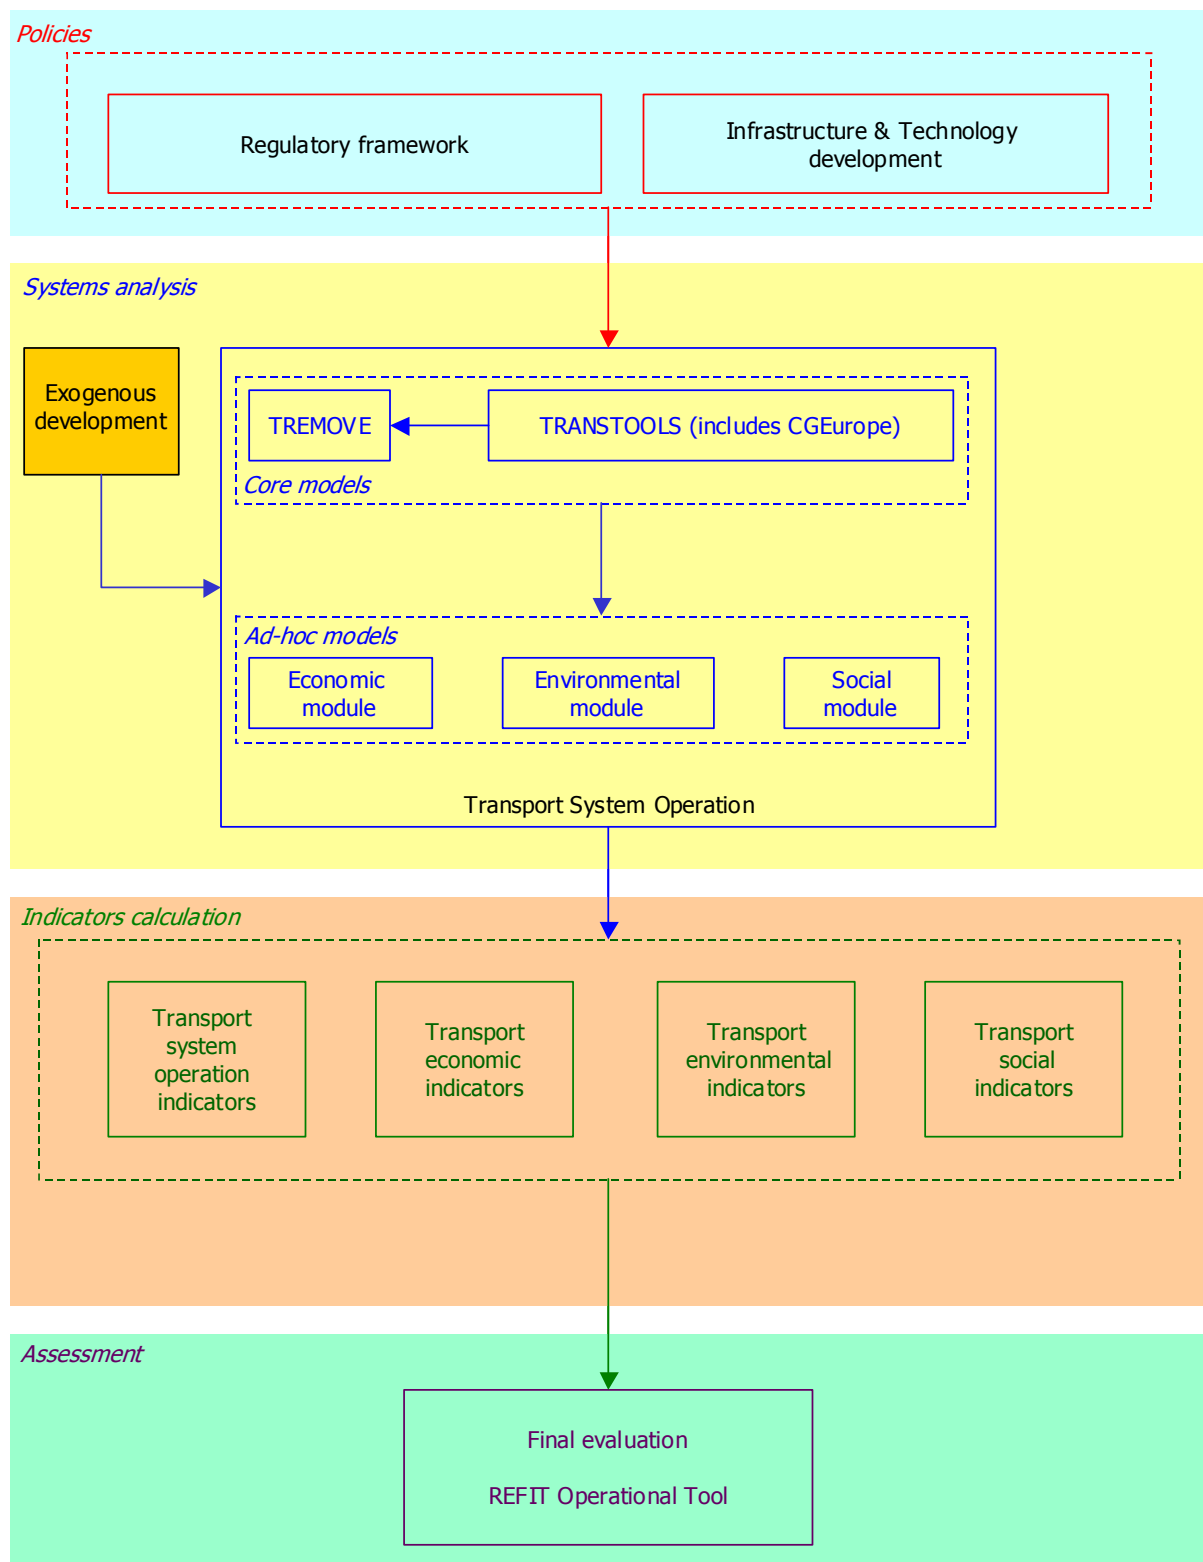 Policies
Regulatory framework
Infrastructure & Technology
development
Systems analysis
Exogenous
development
TREMOVE
TRANSTOOLS (includes CGEurope)
Core models
Ad-hoc models
Economic
module
Environmental
module
Social
module
Transport System Operation
Indicators calculation
Transport
system
operation
indicators
Transport
economic
indicators
Transport
environmental
indicators
Transport
social
indicators
Assessment
Final evaluation
REFIT Operational Tool